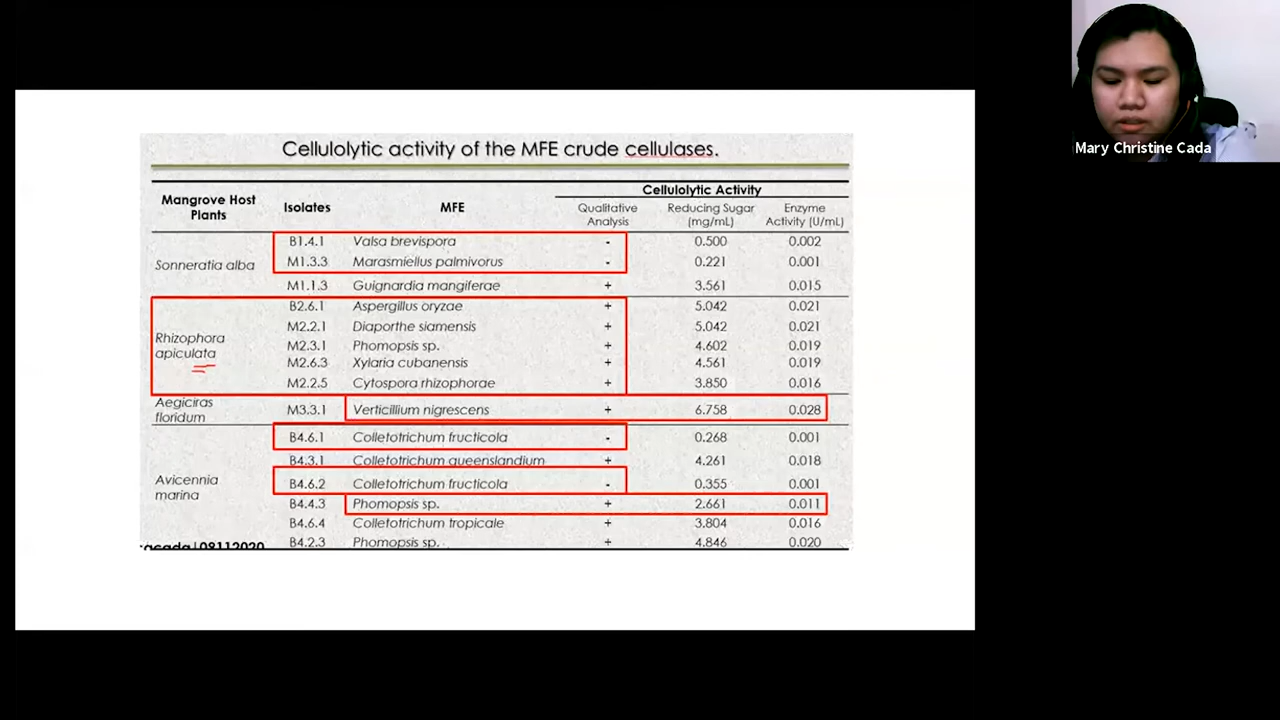 Mary Christine Cada
Cellulolytic activity of the MFE crude cellulases.
Mangrove Host Plants Isolates MFE Cellulolytic Activity
Qualitative Analysis Reducing Sugar (mg/mL) Enzyme Activity (U/mL)
Sonneratia alba
B1.4.1 Valsa brevispora - 0.500 0.002
M1.3.3 Marasmiellus palmivorus - 0.221 0.001
M1.1.3 Guignardia mangiferae + 3.561 0.015
Rhizophora apiculata
B2.6.1 Aspergillus oryzae + 5.042 0.021
M2.2.1 Diaporthe siamensis + 5.042 0.021
M2.3.1 Phomopsis sp. + 4.602 0.019
M2.6.3 Xylaria cubanensis + 4.561 0.019
M2.2.5 Cytospora rhizophorae + 3.850 0.016
Aegiciras floridum
M3.3.1 Verticillium nigrescens + 6.758 0.028
Avicennia marina
B4.6.1 Colletotrichum fructicola - 0.268 0.001
B4.3.1 Colletotrichum queenslandium + 4.261 0.018
B4.6.2 Colletotrichum fructicola - 0.355 0.001
B4.4.3 Phomopsis sp. + 2.661 0.011
B4.6.4 Colletotrichum tropicale + 3.804 0.016
B4.2.3 Phomopsis sp. + 4.846 0.020
acada|08112020